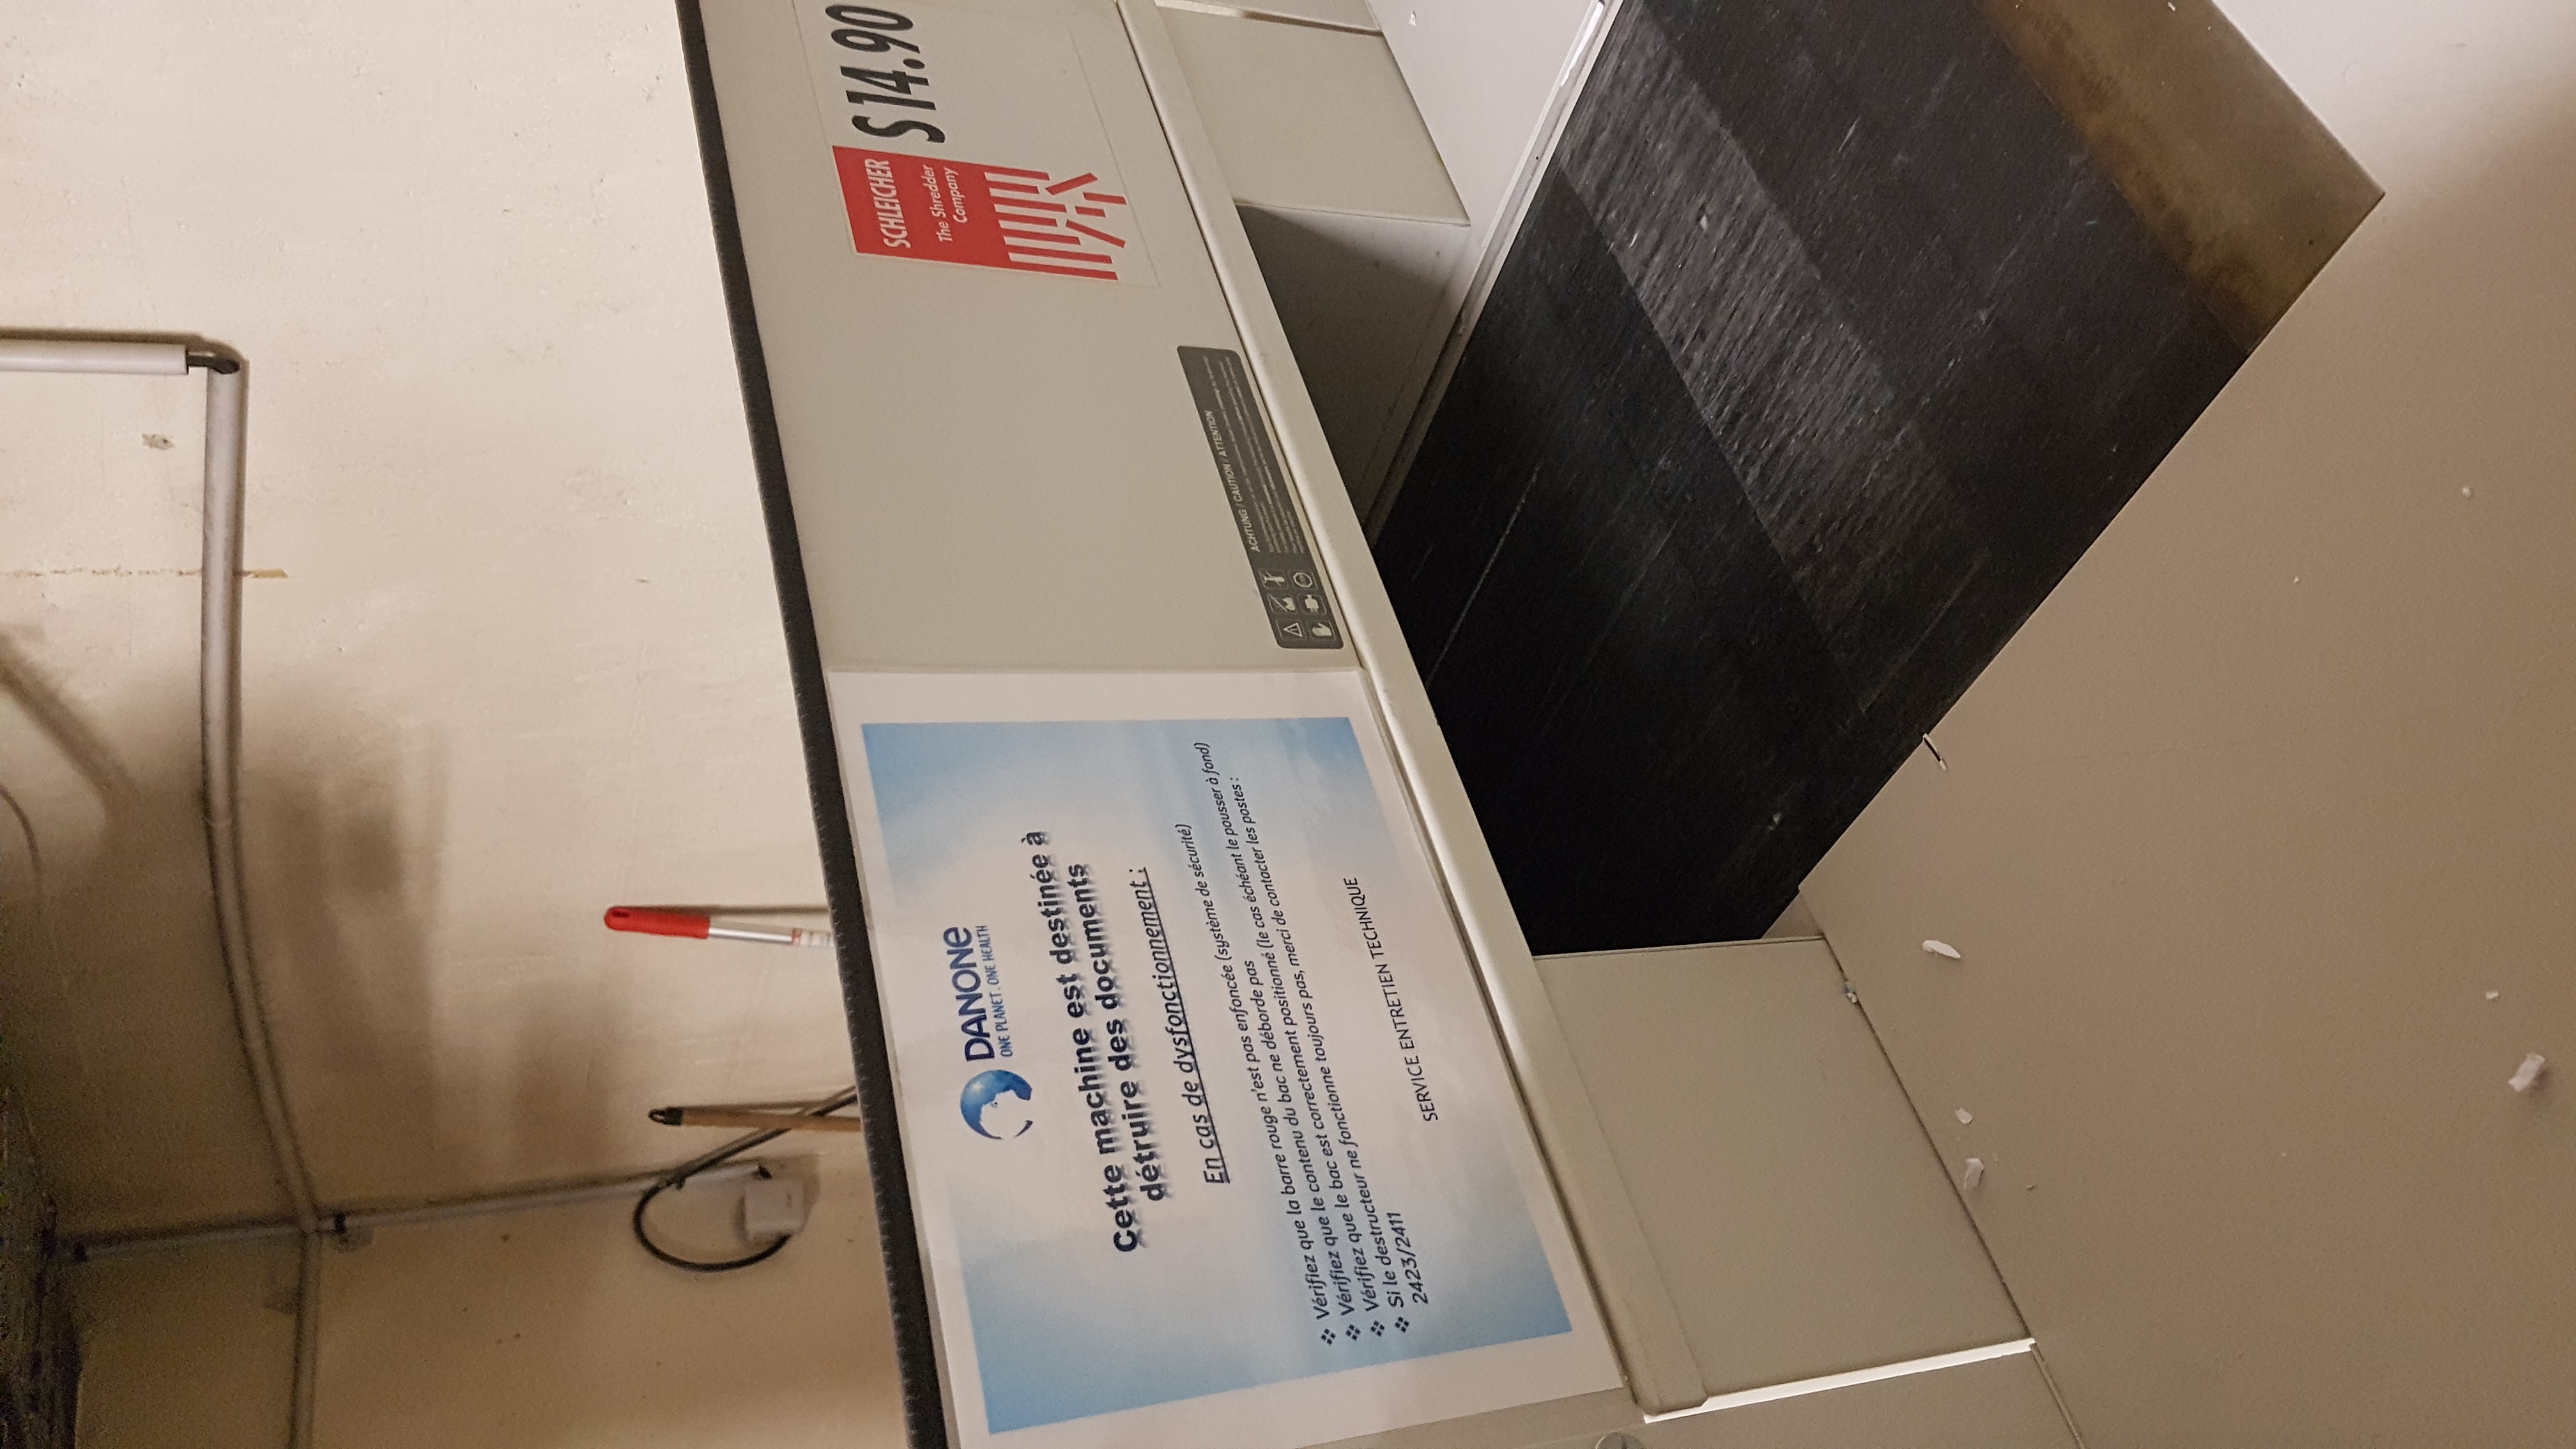 DANONE
ONE PLANET. ONE HEALTH
Cette machine est destinée à
détruire des documents
En cas de dysfonctionnement :
❖ Vérifiez que la barre rouge n'est pas enfoncée (système de sécurité)
❖ Vérifiez que le contenu du bac ne déborde pas
❖ Vérifiez que le bac est correctement positionné (le cas échéant le pousser à fond)
❖ Si le destructeur ne fonctionne toujours pas, merci de contacter les postes :
2423/2411
SERVICE ENTRETIEN TECHNIQUE
SCHLEICHER
The Shredder
Company
S 14.90
ACHTUNG / CAUTION / ATTENTION